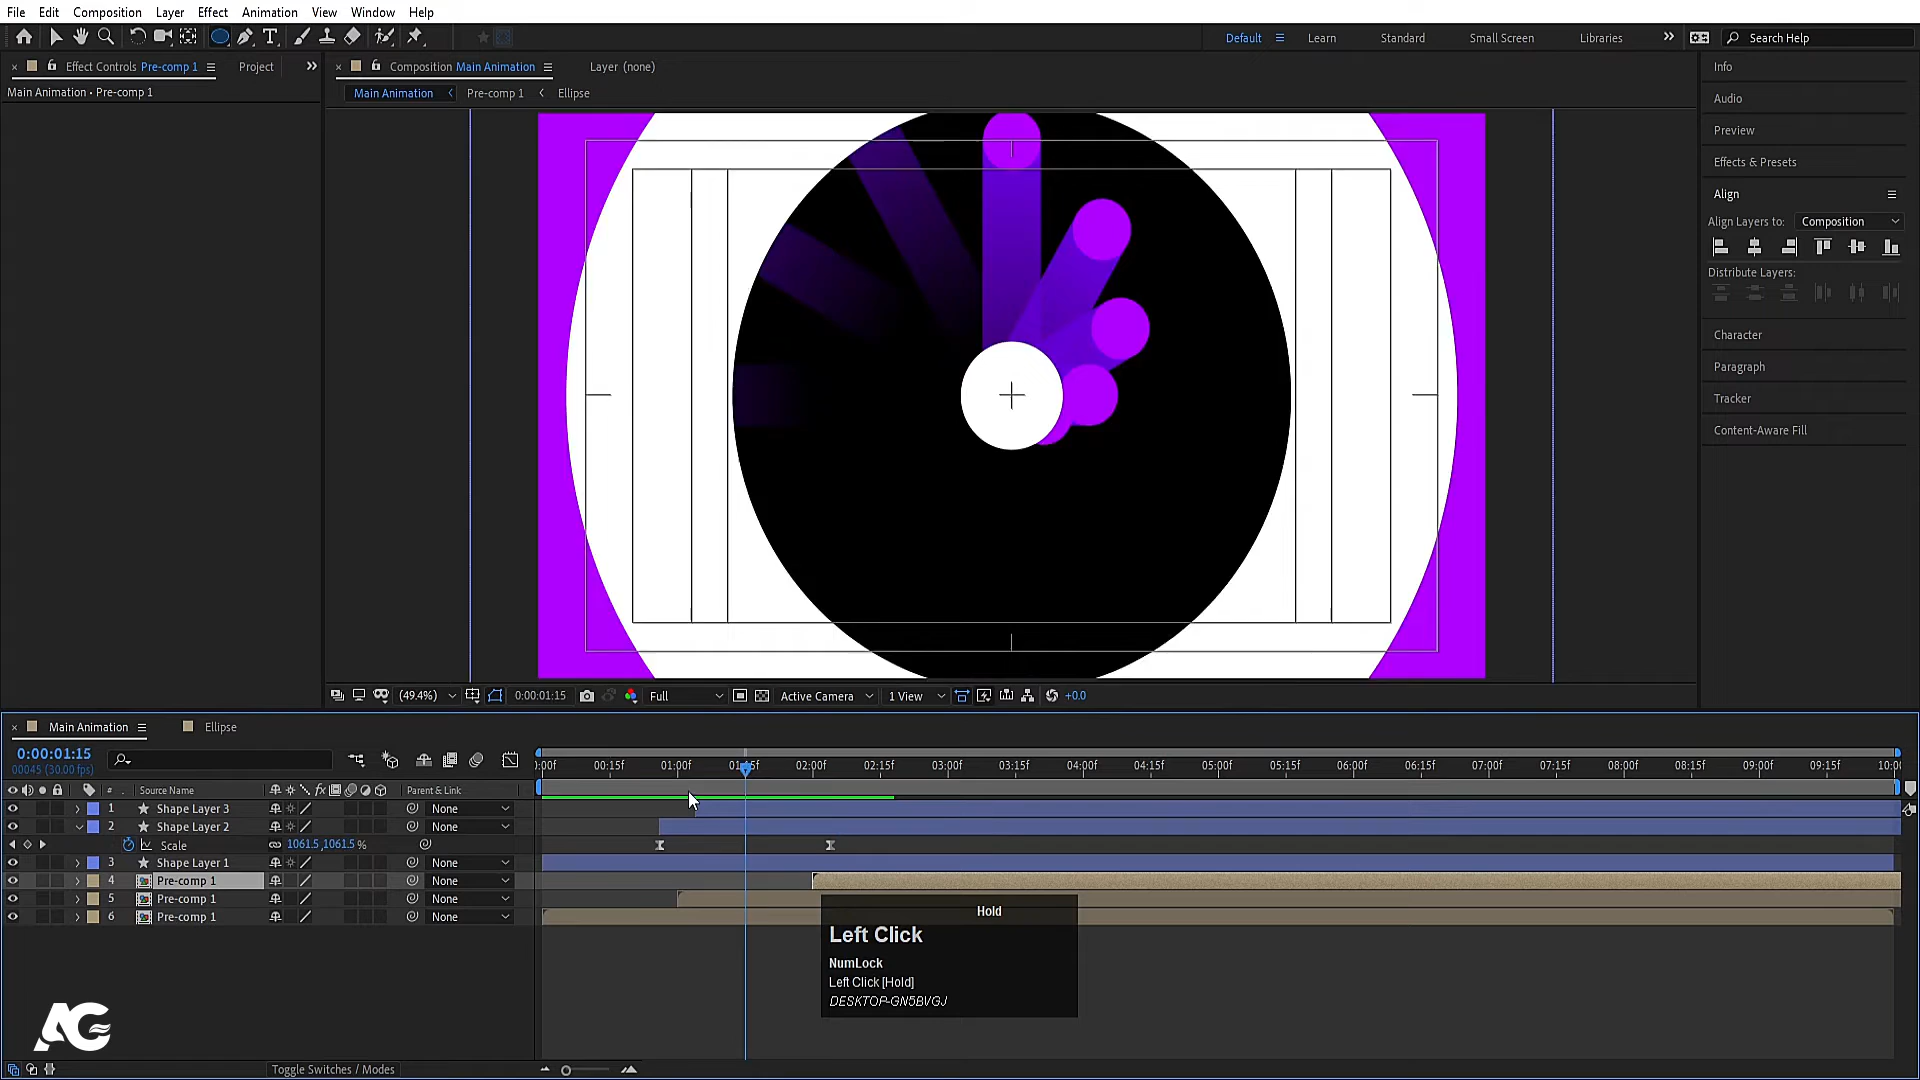 File Edit Composition Layer Effect Animation View Window Help
Default Learn Standard Small Screen Libraries Search Help
Effect Controls Pre-comp 1 Project Composition Main Animation Layer (none) Info
Main Animation • Pre-comp 1 Main Animation Pre-comp 1 Ellipse
Audio
Preview
Effects & Presets
Align
Align Layers to: Composition
Distribute Layers:
Character
Paragraph
Tracker
Content-Aware Fill
(49.4%) 0:00:01:15 Full Active Camera 1 View +0.0
Main Animation Ellipse
0:00:01:15
00045 (30.00 fps)
:00f 00:15f 01:00f 01:15f 02:00f 02:15f 03:00f 03:15f 04:00f 04:15f 05:00f 05:15f 06:00f 06:15f 07:00f 07:15f 08:00f 08:15f 09:00f 09:15f 10:00
# Source Name fx Parent & Link
1 Shape Layer 3 None
2 Shape Layer 2 None
Scale 1061.5,1061.5 %
3 Shape Layer 1 None
4 Pre-comp 1 None
5 Pre-comp 1 None
6 Pre-comp 1 None
Hold
Left Click
NumLock
Left Click [Hold]
DESKTOP-GN5BVGJ
AG
Toggle Switches / Modes